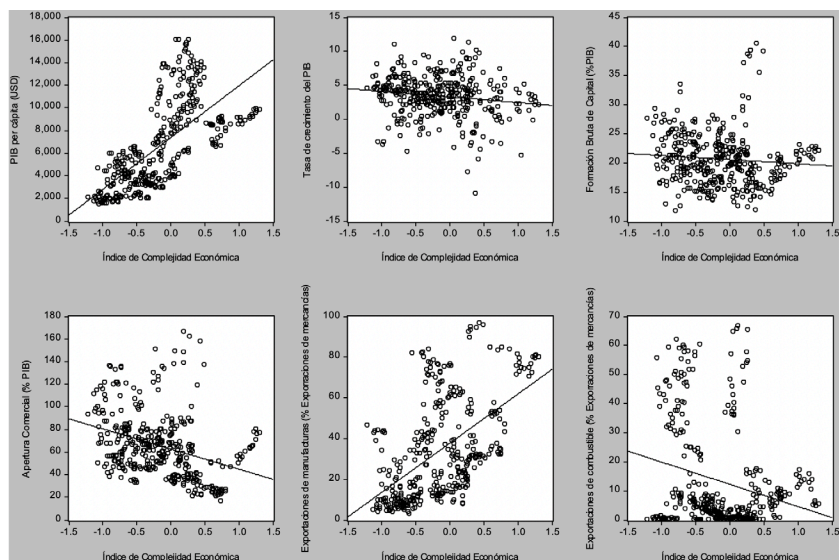 PIB per cápita (USD)
18,000
16,000
14,000
12,000
10,000
8,000
6,000
4,000
2,000
0
-1.5 -1.0 -0.5 0.0 0.5 1.0 1.5
Índice de Complejidad Económica
Tasa de crecimiento del PIB
15
10
5
0
-5
-10
-15
-1.5 -1.0 -0.5 0.0 0.5 1.0 1.5
Índice de Complejidad Económica
Formación Bruta de Capital (%PIB)
45
40
35
30
25
20
15
10
-1.5 -1.0 -0.5 0.0 0.5 1.0 1.5
Índice de Complejidad Económica
Apertura Comercial (% PIB)
180
160
140
120
100
80
60
40
20
0
-1.5 -1.0 -0.5 0.0 0.5 1.0 1.5
Índice de Complejidad Económica
Exportaciones de manufacturas (% Exporraciones de mercancías)
100
80
60
40
20
0
-1.5 -1.0 -0.5 0.0 0.5 1.0 1.5
Índice de Complejidad Económica
Exportaciones de combustible (% Exporraciones de mercancías)
70
60
50
40
30
20
10
0
-1.5 -1.0 -0.5 0.0 0.5 1.0 1.5
Índice de Complejidad Económica